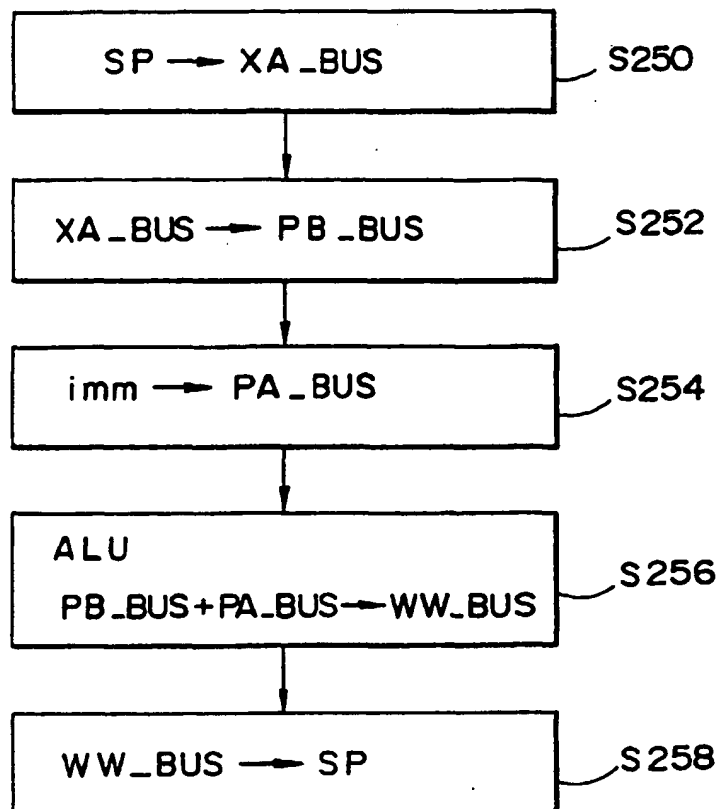 SP → XA_BUS S250
XA_BUS → PB_BUS S252
imm → PA_BUS S254
ALU
PB_BUS+PA_BUS→WW_BUS S256
WW_BUS → SP S258